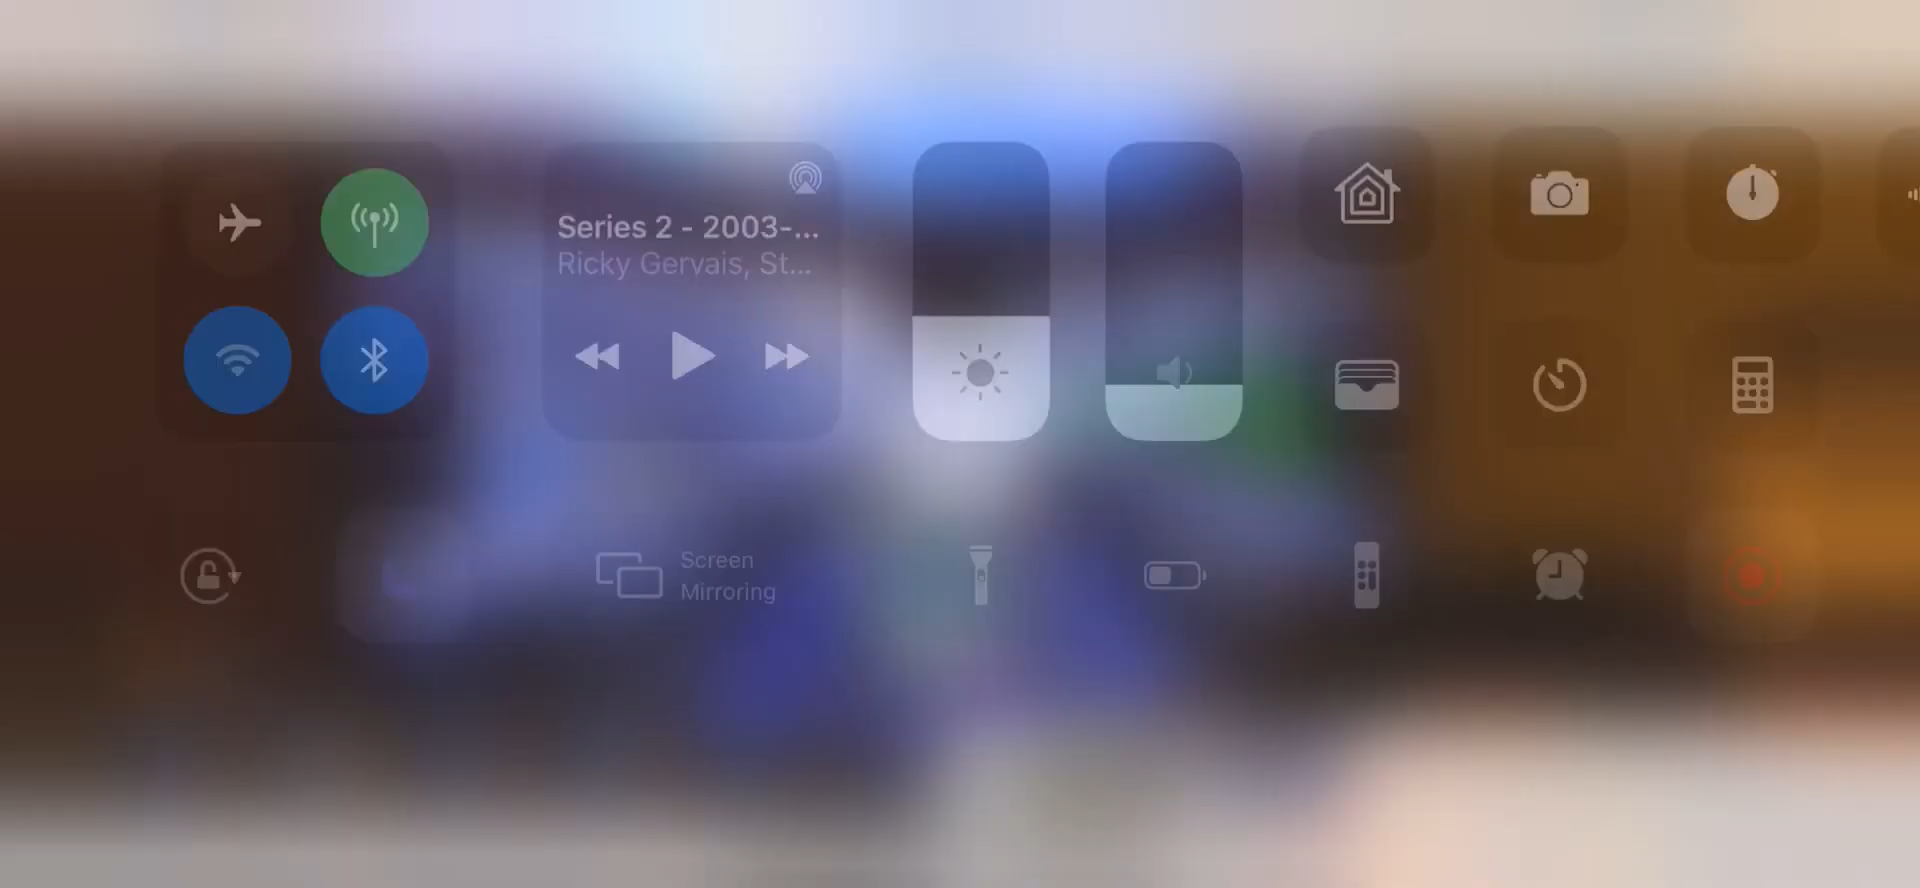 Series 2 - 2003-...
Ricky Gervais, St...
Screen
Mirroring